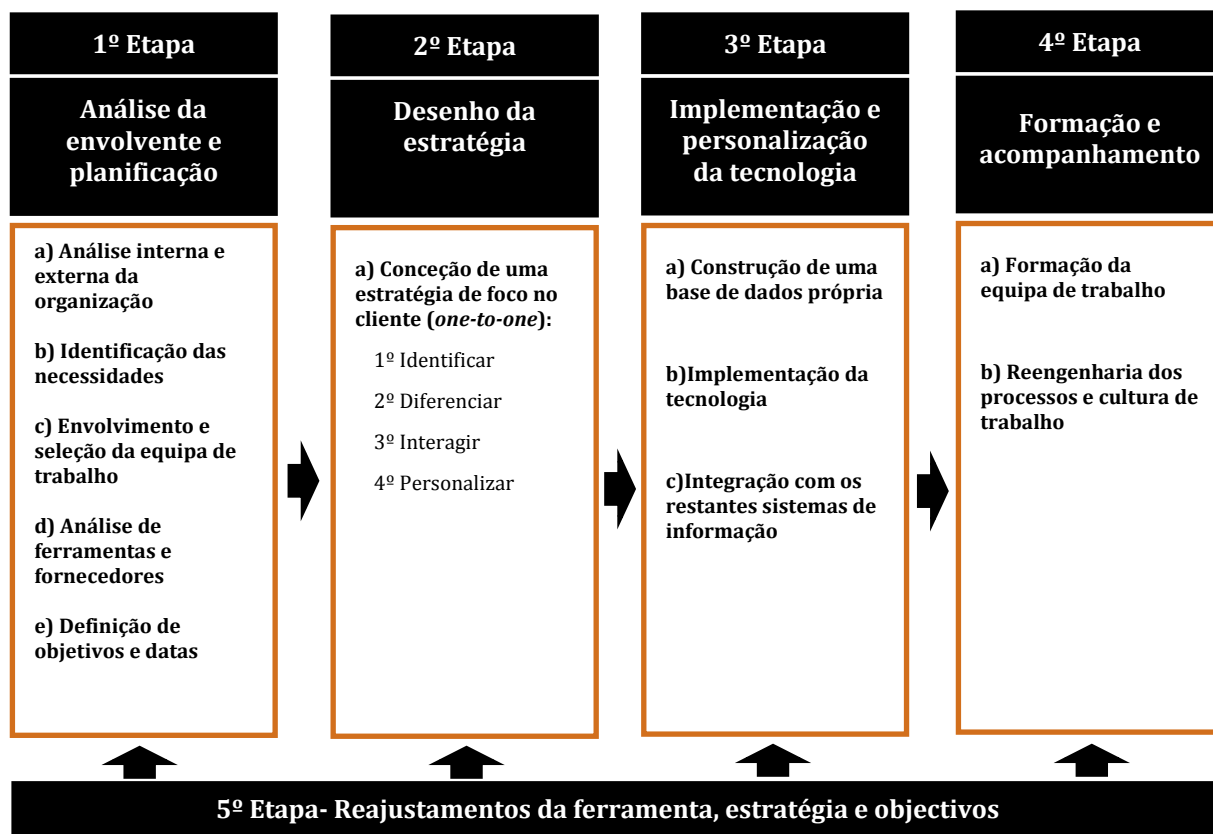 1º Etapa
Análise da
envolvente e
planificação
a) Análise interna e
externa da
organização
b) Identificação das
necessidades
c) Envolvimento e
seleção da equipa de
trabalho
d) Análise de
ferramentas e
fornecedores
e) Definição de
objetivos e datas
2º Etapa
Desenho da
estratégia
a) Conceção de uma
estratégia de foco no
cliente (one-to-one):
1º Identificar
2º Diferenciar
3º Interagir
4º Personalizar
3º Etapa
Implementação e
personalização
da tecnologia
a) Construção de uma
base de dados própria
b)Implementação da
tecnologia
c)Integração com os
restantes sistemas de
informação
4º Etapa
Formação e
acompanhamento
a) Formação da
equipa de trabalho
b) Reengenharia dos
processos e cultura de
trabalho
5º Etapa- Reajustamentos da ferramenta, estratégia e objectivos